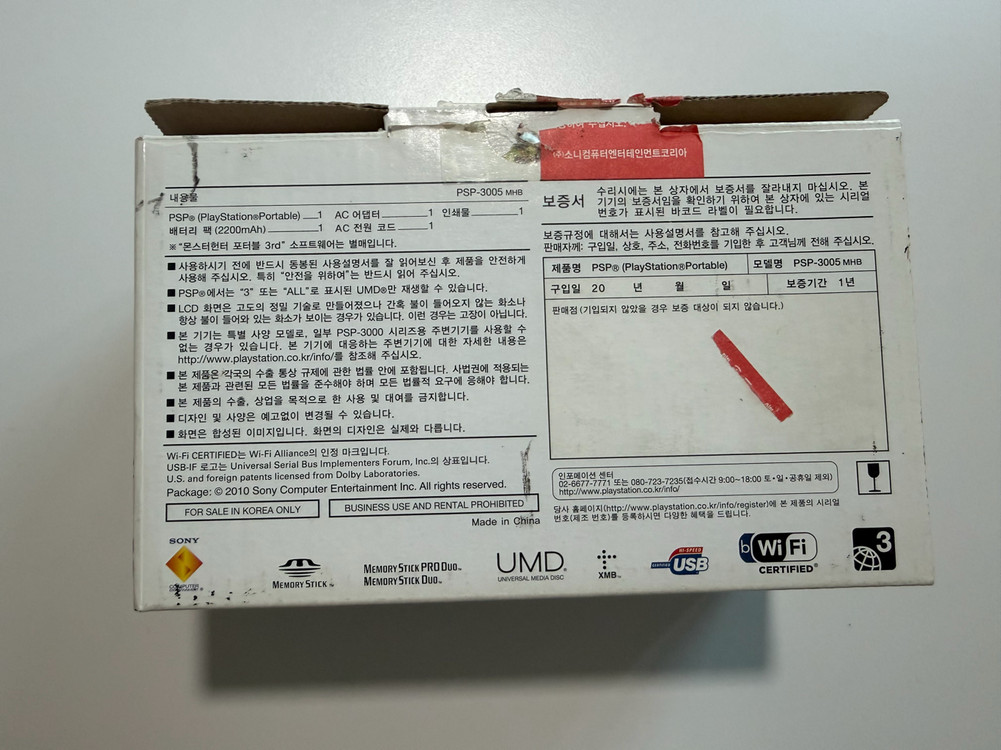 주십시오.
(주)소니컴퓨터엔터테인먼트코리아
내용물
PSP-3005 MHB
PSP® (PlayStation®Portable) 1 AC 어댑터 1 인쇄물 1
배터리 팩 (2200mAh) 1 AC 전원 코드 1
※ "몬스터헌터 포터블 3rd" 소프트웨어는 별매입니다.
■ 사용하시기 전에 반드시 동봉된 사용설명서를 잘 읽어보신 후 제품을 안전하게
사용해 주십시오. 특히 "안전을 위하여"는 반드시 읽어 주십시오.
■ PSP®에서는 "3" 또는 "ALL"로 표시된 UMD®만 재생할 수 있습니다.
■ LCD 화면은 고도의 정밀 기술로 만들어졌으나 간혹 불이 들어오지 않는 화소나
항상 불이 들어와 있는 화소가 보이는 경우가 있습니다. 이런 경우는 고장이 아닙니다.
■ 본 기기는 특별 사양 모델로, 일부 PSP-3000 시리즈용 주변기기를 사용할 수
없는 경우가 있습니다. 본 기기에 대응하는 주변기기에 대한 자세한 내용은
http://www.playstation.co.kr/info/를 참조해 주십시오.
■ 본 제품은 각국의 수출 통상 규제에 관한 법률 안에 포함됩니다. 사법권에 적용되는
본 제품과 관련된 모든 법률을 준수해야 하며 모든 법률적 요구에 응해야 합니다.
■ 본 제품의 수출, 상업을 목적으로 한 사용 및 대여를 금지합니다.
■ 디자인 및 사양은 예고없이 변경될 수 있습니다.
■ 화면은 합성된 이미지입니다. 화면의 디자인은 실제와 다릅니다.
Wi-Fi CERTIFIED는 Wi-Fi Alliance의 인정 마크입니다.
USB-IF 로고는 Universal Serial Bus Implementers Forum, Inc.의 상표입니다.
U.S. and foreign patents licensed from Dolby Laboratories.
Package: © 2010 Sony Computer Entertainment Inc. All rights reserved.
FOR SALE IN KOREA ONLY
BUSINESS USE AND RENTAL PROHIBITED
Made in China
보증서
수리시에는 본 상자에서 보증서를 잘라내지 마십시오. 본
기기의 보증서임을 확인하기 위하여 본 상자에 있는 시리얼
번호가 표시된 바코드 라벨이 필요합니다.
보증규정에 대해서는 사용설명서를 참고해 주십시오.
판매자께: 구입일, 상호, 주소, 전화번호를 기입한 후 고객님께 전해 주십시오.
제품명 PSP® (PlayStation®Portable) 모델명 PSP-3005 MHB
구입일 20 년 월 일 보증기간 1년
판매점 (기입되지 않았을 경우 보증 대상이 되지 않습니다.)
인포메이션 센터
02-6677-7771 또는 080-723-7235(접수시간 9:00~18:00 토•일•공휴일 제외)
http://www.playstation.co.kr/info/
당사 홈페이지(http://www.playstation.co.kr/info/register)에 본 제품의 시리얼
번호(제조 번호)를 등록하시면 다양한 혜택을 드립니다.
SONY
COMPUTER
MEMORY STICK™
MEMORY STICK PRO DUO™
MEMORY STICK DUO™
UMD
UNIVERSAL MEDIA DISC
XMB™
HI-SPEED
CERTIFIED
USB
b Wi Fi
CERTIFIED®
3